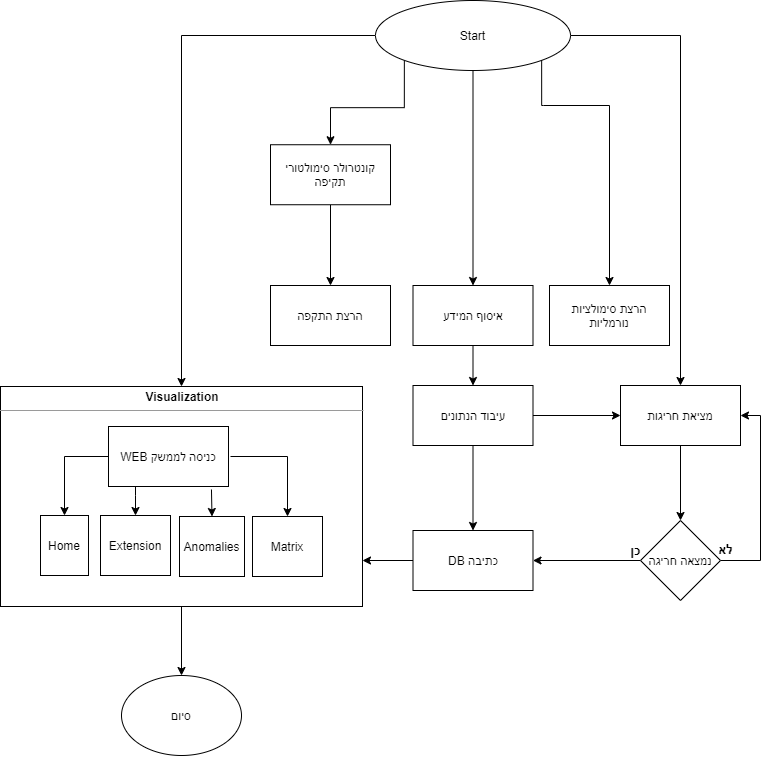 Start
קונטרולר סימולטורי
תקיפה
הרצת התקפה
איסוף המידע
הרצת סימולציות
נורמליות
Visualization
עיבוד הנתונים
מציאת חריגות
כניסה לממשק WEB
Home
Extension
Anomalies
Matrix
כתיבה DB
כן
נמצאה חריגה
לא
סיום